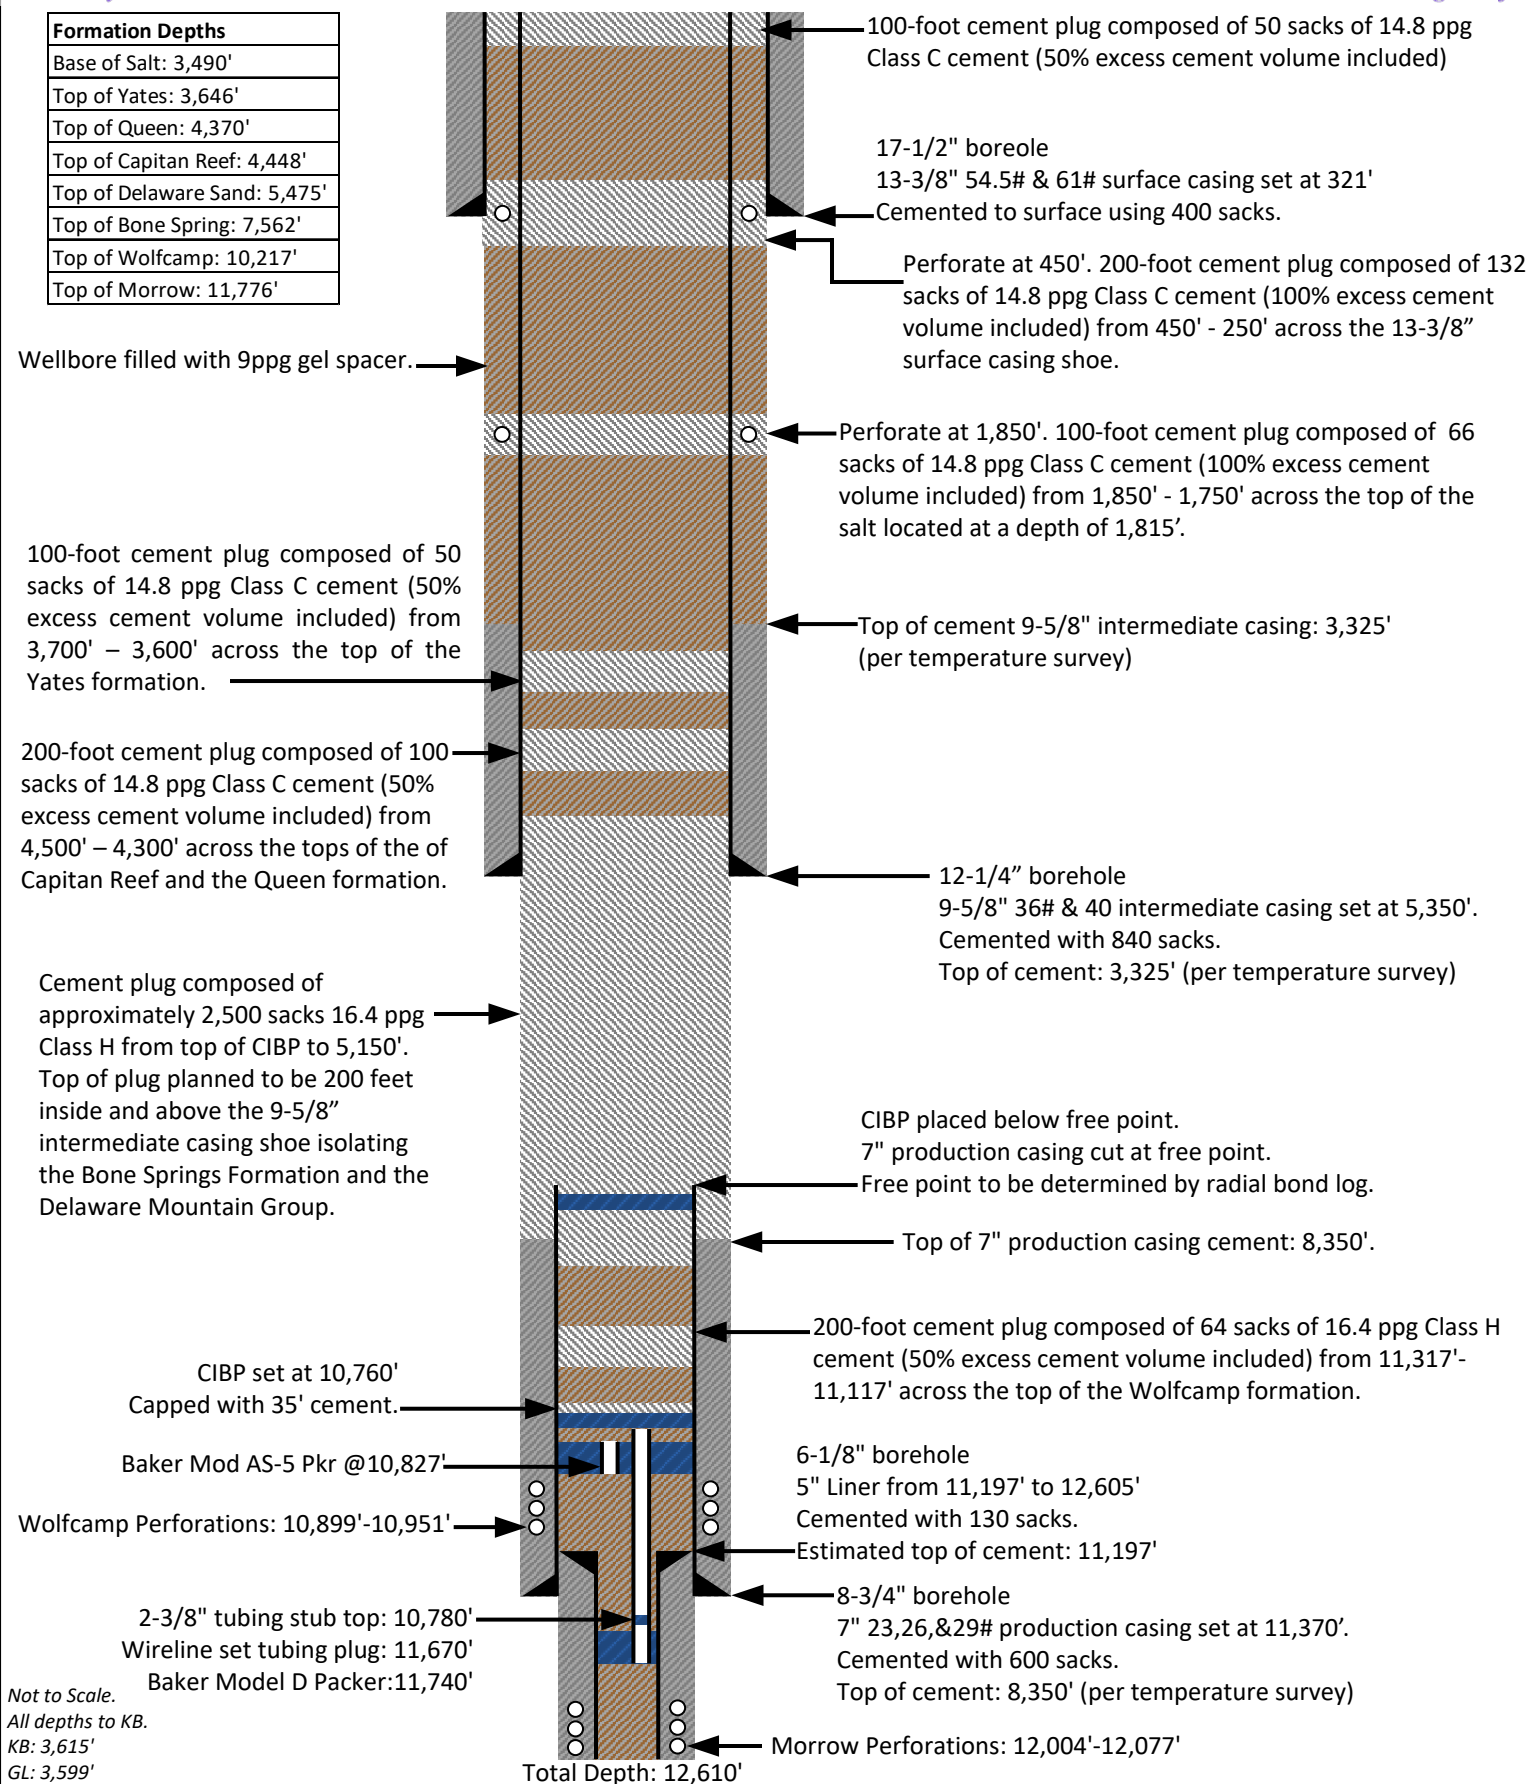 Formation Depths
Base of Salt: 3,490'
Top of Yates: 3,646'
Top of Queen: 4,370'
Top of Capitan Reef: 4,448'
Top of Delaware Sand: 5,475'
Top of Bone Spring: 7,562'
Top of Wolfcamp: 10,217'
Top of Morrow: 11,776'
100-foot cement plug composed of 50 sacks of 14.8 ppg
Class C cement (50% excess cement volume included)
17-1/2" boreole
13-3/8" 54.5# & 61# surface casing set at 321'
Cemented to surface using 400 sacks.
Perforate at 450'. 200-foot cement plug composed of 132
sacks of 14.8 ppg Class C cement (100% excess cement
volume included) from 450' - 250' across the 13-3/8”
surface casing shoe.
Wellbore filled with 9ppg gel spacer.
Perforate at 1,850'. 100-foot cement plug composed of 66
sacks of 14.8 ppg Class C cement (100% excess cement
volume included) from 1,850' - 1,750' across the top of the
salt located at a depth of 1,815’.
100-foot cement plug composed of 50
sacks of 14.8 ppg Class C cement (50%
excess cement volume included) from
3,700' – 3,600' across the top of the
Yates formation.
Top of cement 9-5/8" intermediate casing: 3,325'
(per temperature survey)
200-foot cement plug composed of 100
sacks of 14.8 ppg Class C cement (50%
excess cement volume included) from
4,500' – 4,300' across the tops of the of
Capitan Reef and the Queen formation.
12-1/4” borehole
9-5/8" 36# & 40 intermediate casing set at 5,350'.
Cemented with 840 sacks.
Top of cement: 3,325' (per temperature survey)
Cement plug composed of
approximately 2,500 sacks 16.4 ppg
Class H from top of CIBP to 5,150'.
Top of plug planned to be 200 feet
inside and above the 9-5/8”
intermediate casing shoe isolating
the Bone Springs Formation and the
Delaware Mountain Group.
CIBP placed below free point.
7" production casing cut at free point.
Free point to be determined by radial bond log.
Top of 7" production casing cement: 8,350'.
200-foot cement plug composed of 64 sacks of 16.4 ppg Class H
cement (50% excess cement volume included) from 11,317'-
11,117' across the top of the Wolfcamp formation.
CIBP set at 10,760'
Capped with 35' cement.
Baker Mod AS-5 Pkr @10,827'
Wolfcamp Perforations: 10,899'-10,951'
6-1/8" borehole
5" Liner from 11,197' to 12,605'
Cemented with 130 sacks.
Estimated top of cement: 11,197'
8-3/4" borehole
7" 23,26,&29# production casing set at 11,370’.
Cemented with 600 sacks.
Top of cement: 8,350' (per temperature survey)
2-3/8" tubing stub top: 10,780'
Wireline set tubing plug: 11,670'
Baker Model D Packer:11,740'
Not to Scale.
All depths to KB.
KB: 3,615'
GL: 3,599'
Morrow Perforations: 12,004'-12,077'
Total Depth: 12,610'